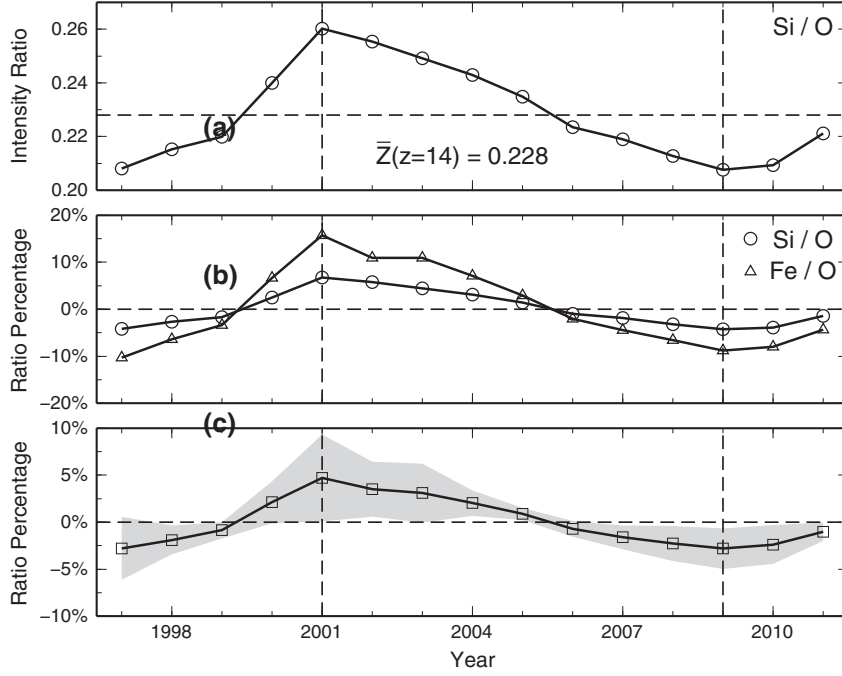 0.26
Si / O
0.24
Intensity Ratio
(a)
0.22
Z̅(z=14) = 0.228
0.20
20%
Si / O
10%
(b)
Fe / O
0%
Ratio Percentage
−10%
−20%
(c)
10%
5%
0%
Ratio Percentage
−5%
−10%
1998 2001 2004 2007 2010
Year